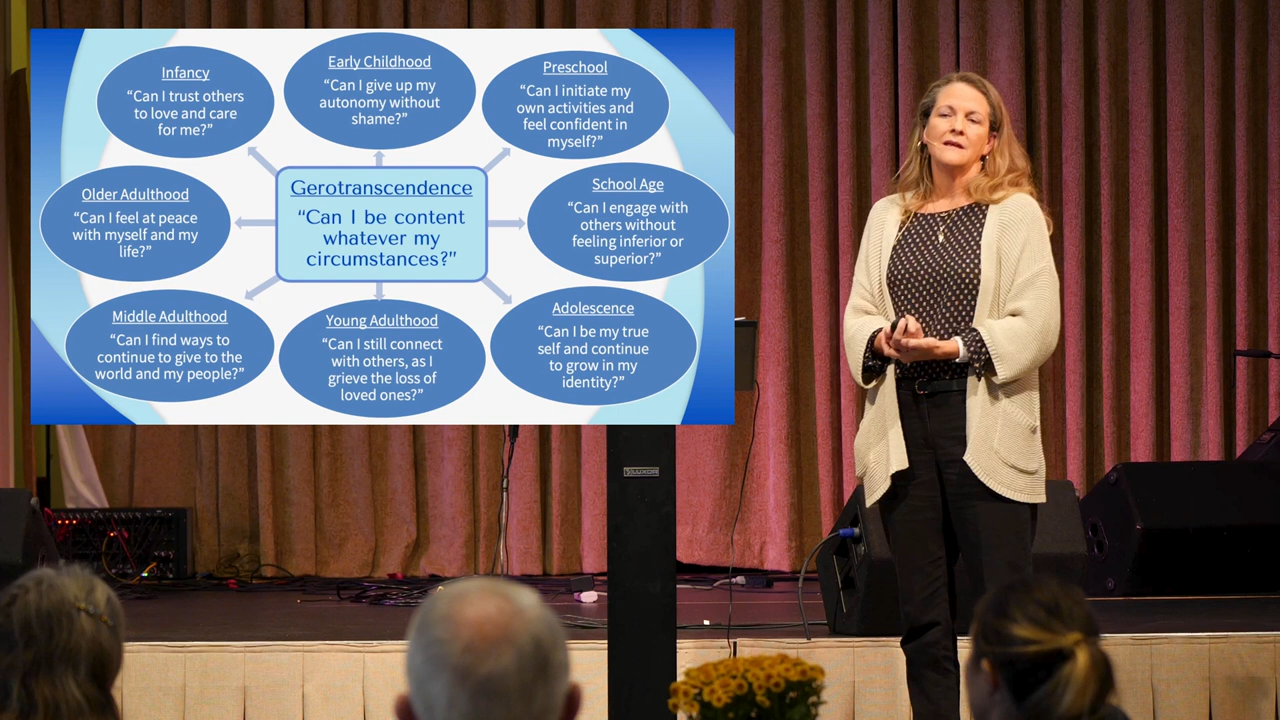 Infancy
“Can I trust others
to love and care
for me?”
Early Childhood
“Can I give up my
autonomy without
shame?”
Preschool
“Can I initiate my
own activities and
feel confident in
myself?”
Older Adulthood
“Can I feel at peace
with myself and my
life?”
Gerotranscendence
“Can I be content
whatever my
circumstances?”
School Age
“Can I engage with
others without
feeling inferior or
superior?”
Middle Adulthood
“Can I find ways to
continue to give to the
world and my people?”
Young Adulthood
“Can I still connect
with others, as I
grieve the loss of
loved ones?”
Adolescence
“Can I be my true
self and continue
to grow in my
identity?”
LUXOR